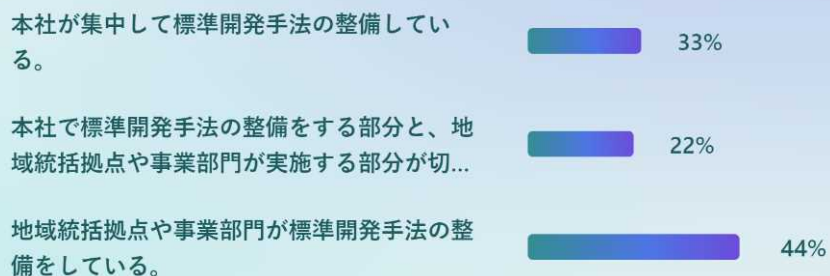 本社が集中して標準開発手法の整備してい
る。
33%
本社で標準開発手法の整備をする部分と、地
域統括拠点や事業部門が実施する部分が切...
22%
地域統括拠点や事業部門が標準開発手法の整
備をしている。
44%